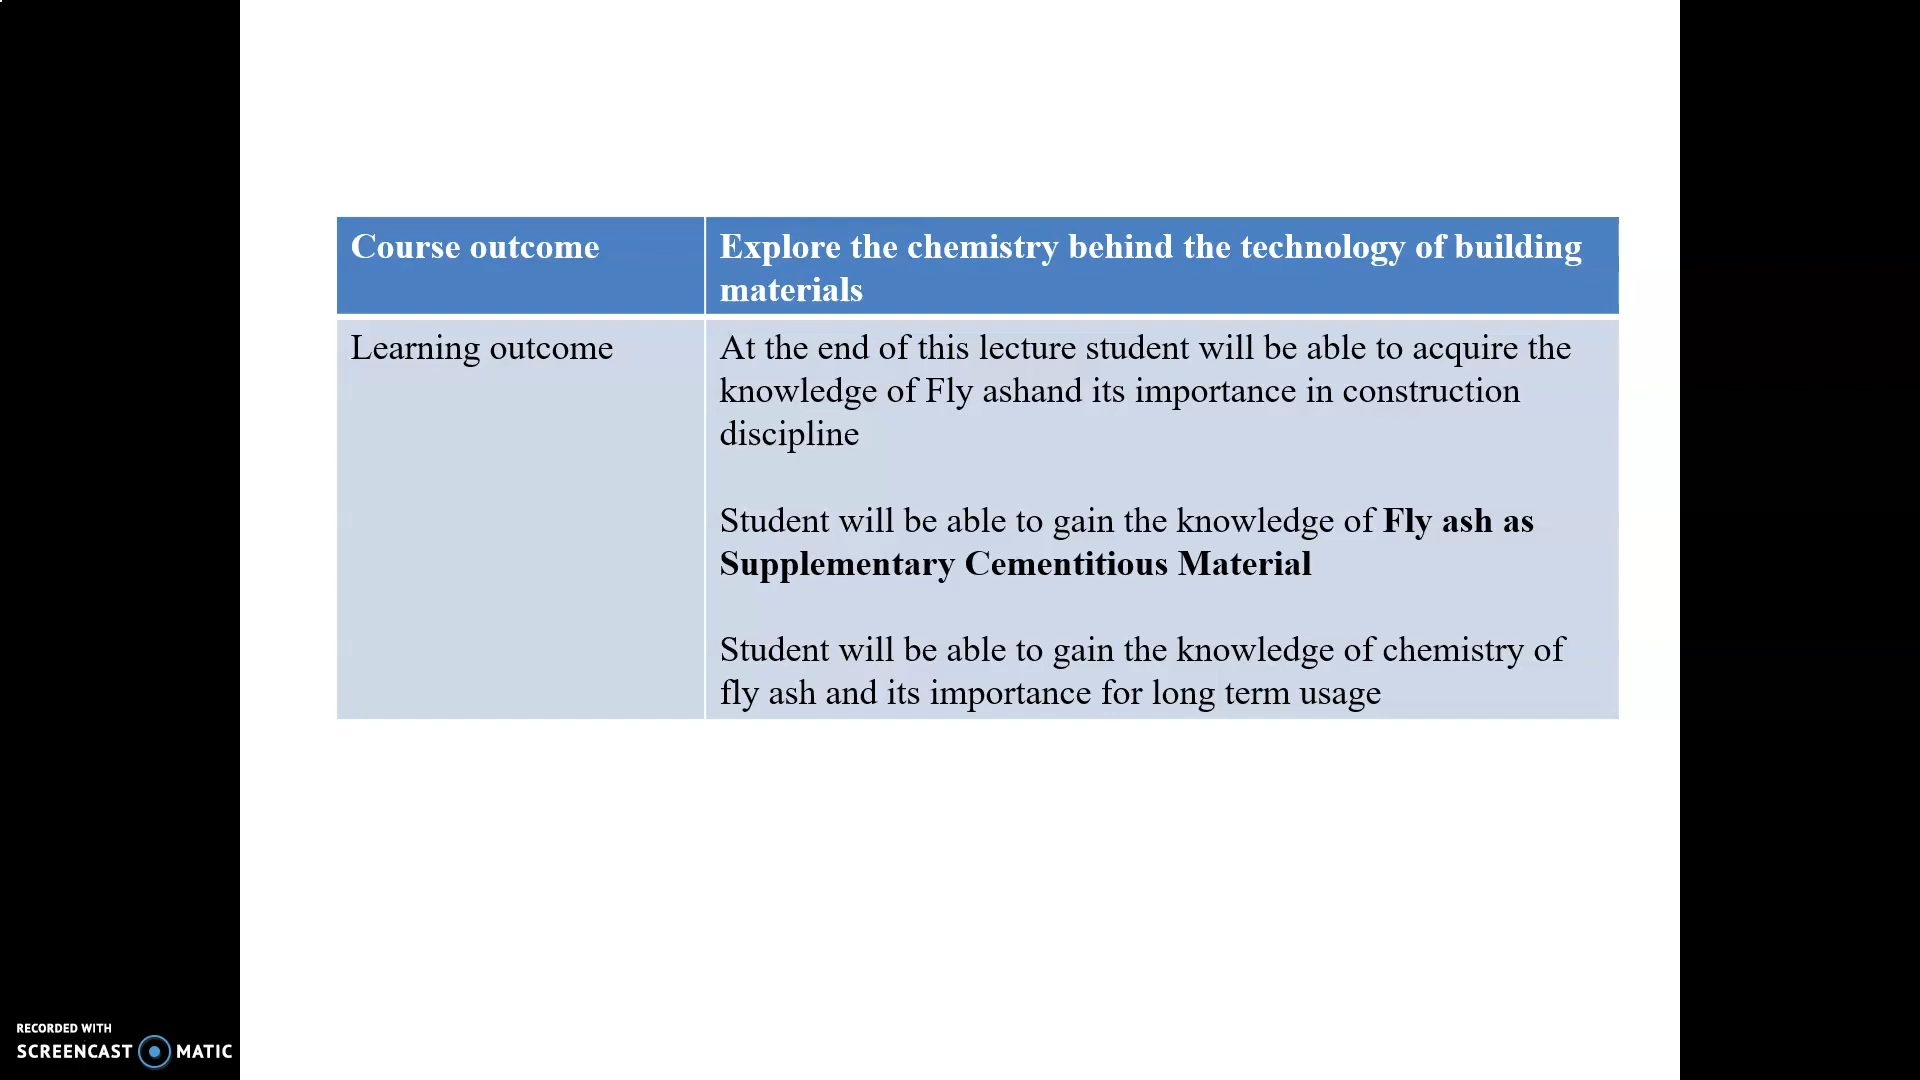 Course outcome
Explore the chemistry behind the technology of building
materials
Learning outcome
At the end of this lecture student will be able to acquire the
knowledge of Fly ashand its importance in construction
discipline
Student will be able to gain the knowledge of Fly ash as
Supplementary Cementitious Material
Student will be able to gain the knowledge of chemistry of
fly ash and its importance for long term usage
RECORDED WITH
SCREENCAST MATIC